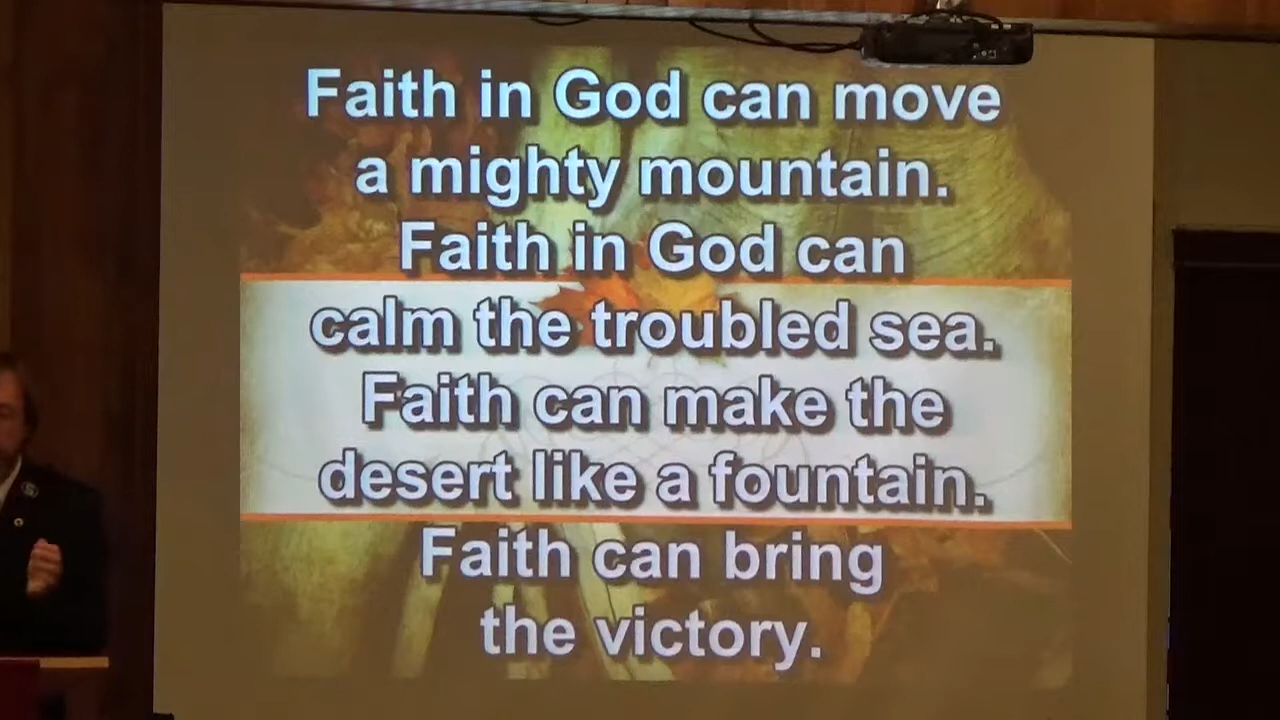 Faith in God can move
a mighty mountain.
Faith in God can
calm the troubled sea.
Faith can make the
desert like a fountain.
Faith can bring
the victory.